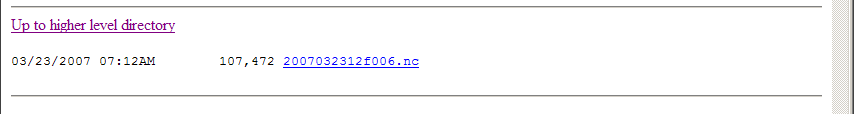 Up to higher level directory
03/23/2007 07:12AM 107,472 2007032312f006.nc